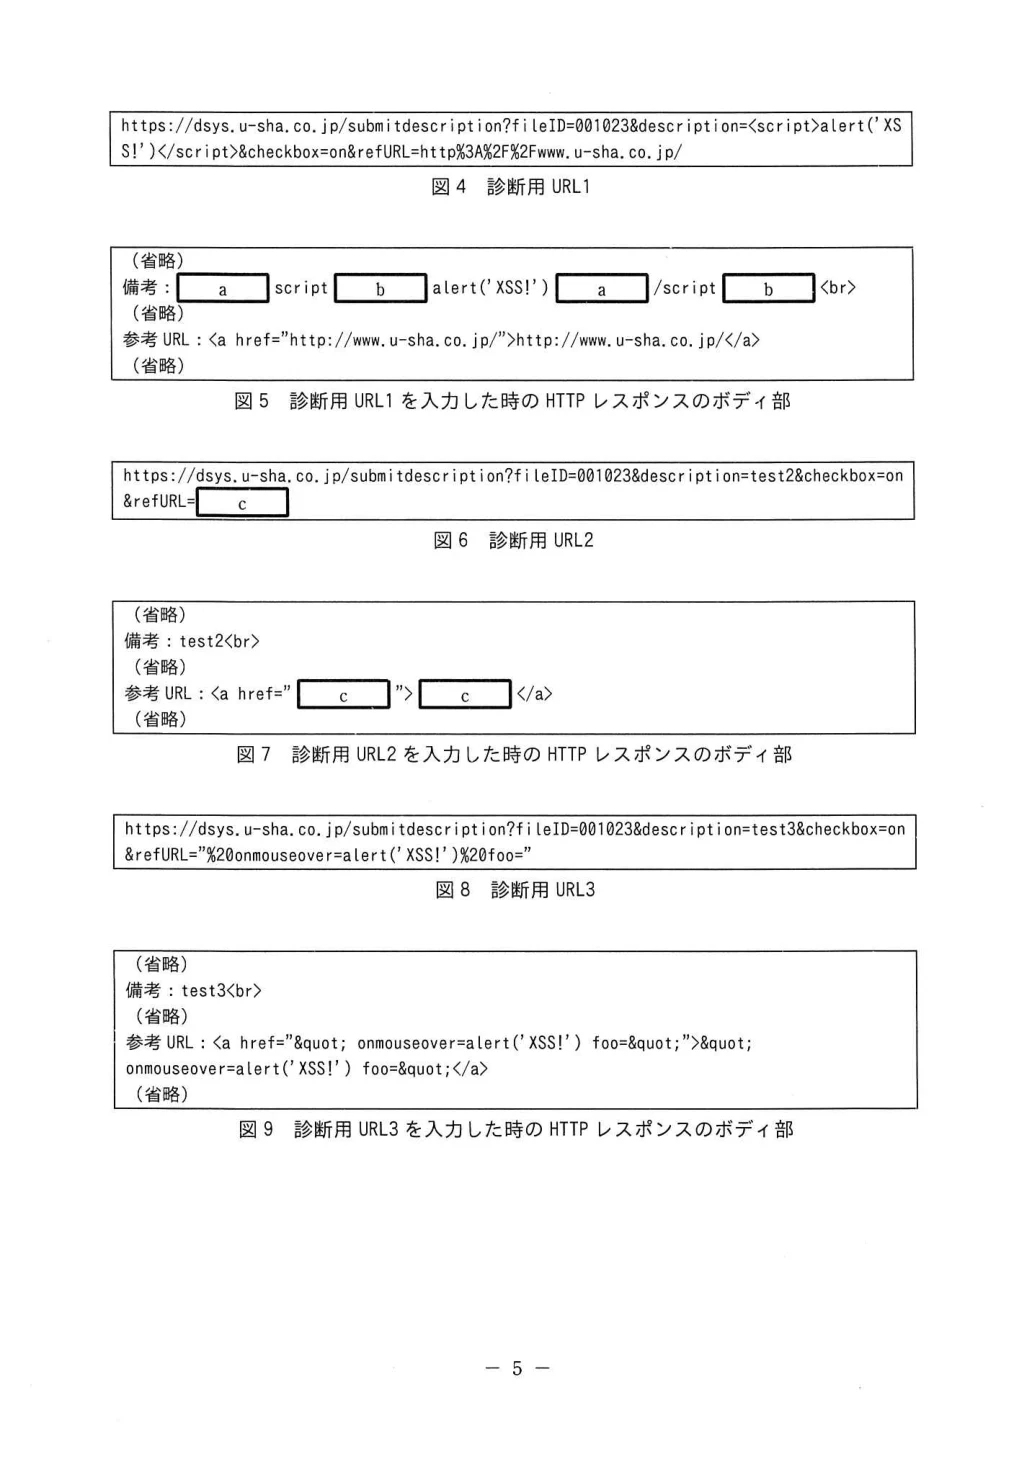 https://dsys.u-sha.co.jp/submitdescription?fileID=001023&description=<script>alert('XS
S!')</script>&checkbox=on&refURL=http%3A%2F%2Fwww.u-sha.co.jp/
図4 診断用 URL1
(省略)
備考: a script b alert('XSS!') a /script b <br>
(省略)
参考 URL:<a href="http://www.u-sha.co.jp/">http://www.u-sha.co.jp/</a>
(省略)
図5 診断用 URL1 を入力した時の HTTP レスポンスのボディ部
https://dsys.u-sha.co.jp/submitdescription?fileID=001023&description=test2&checkbox=on
&refURL= c
図6 診断用 URL2
(省略)
備考:test2<br>
(省略)
参考 URL:<a href=" c "> c </a>
(省略)
図7 診断用 URL2 を入力した時の HTTP レスポンスのボディ部
https://dsys.u-sha.co.jp/submitdescription?fileID=001023&description=test3&checkbox=on
&refURL="%20onmouseover=alert('XSS!')%20foo="
図8 診断用 URL3
(省略)
備考:test3<br>
(省略)
参考 URL:<a href="&quot; onmouseover=alert('XSS!') foo=&quot;">&quot;
onmouseover=alert('XSS!') foo=&quot;</a>
(省略)
図9 診断用 URL3 を入力した時の HTTP レスポンスのボディ部
- 5 -